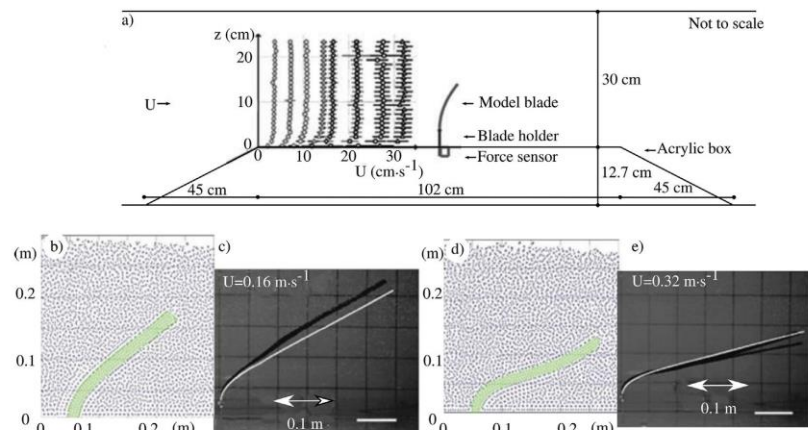 a)
Not to scale
z (cm)
20
10
0
0 10 20 30
U (cm·s⁻¹)
U→
Model blade
Blade holder
Force sensor
30 cm
Acrylic box
12.7 cm
45 cm
102 cm
45 cm
(m)
b)
0.2
0.1
0
0 0.1 0.2 (m)
c)
U=0.16 m·s⁻¹
0.1 m
(m)
d)
0.2
0.1
0
0 0.1 0.2 (m)
e)
U=0.32 m·s⁻¹
0.1 m